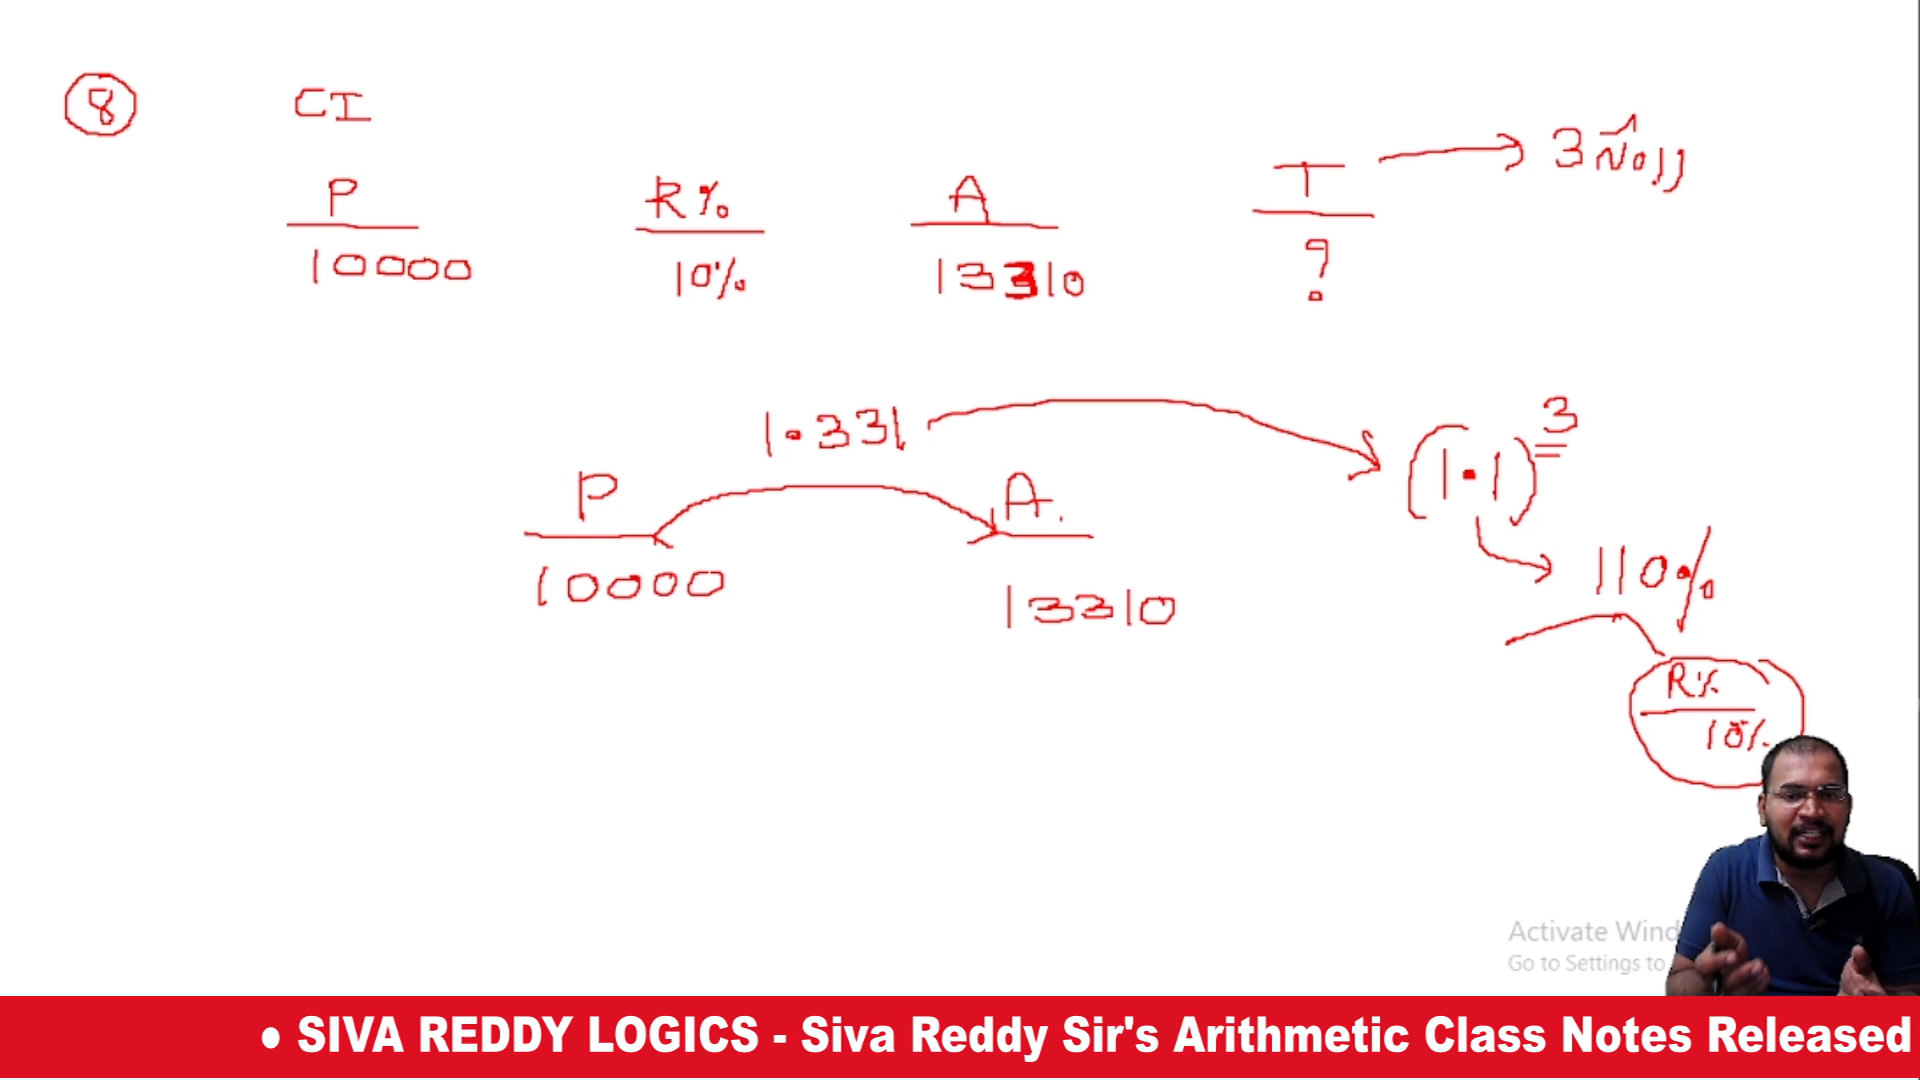 8 CI
P R% A T → 3 సం॥
10000 10% 13310 ?
1.331 (1.1)³
P A.
10000 13310
110%
R%
10%
Activate Wind
Go to Settings to
• SIVA REDDY LOGICS - Siva Reddy Sir's Arithmetic Class Notes Released